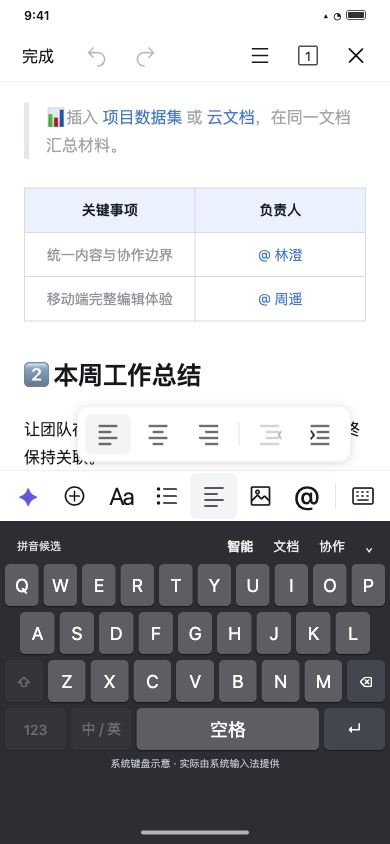 9:41
完成
1
插入 项目数据集 或 云文档，在同一文档
汇总材料。
关键事项 负责人
统一内容与协作边界 @ 林澄
移动端完整编辑体验 @ 周遥
2 本周工作总结
让团队
保持关联。
Aa @
拼音候选 智能 文档 协作
Q W E R T Y U I O P
A S D F G H J K L
Z X C V B N M
123 中 / 英 空格
系统键盘示意 · 实际由系统输入法提供